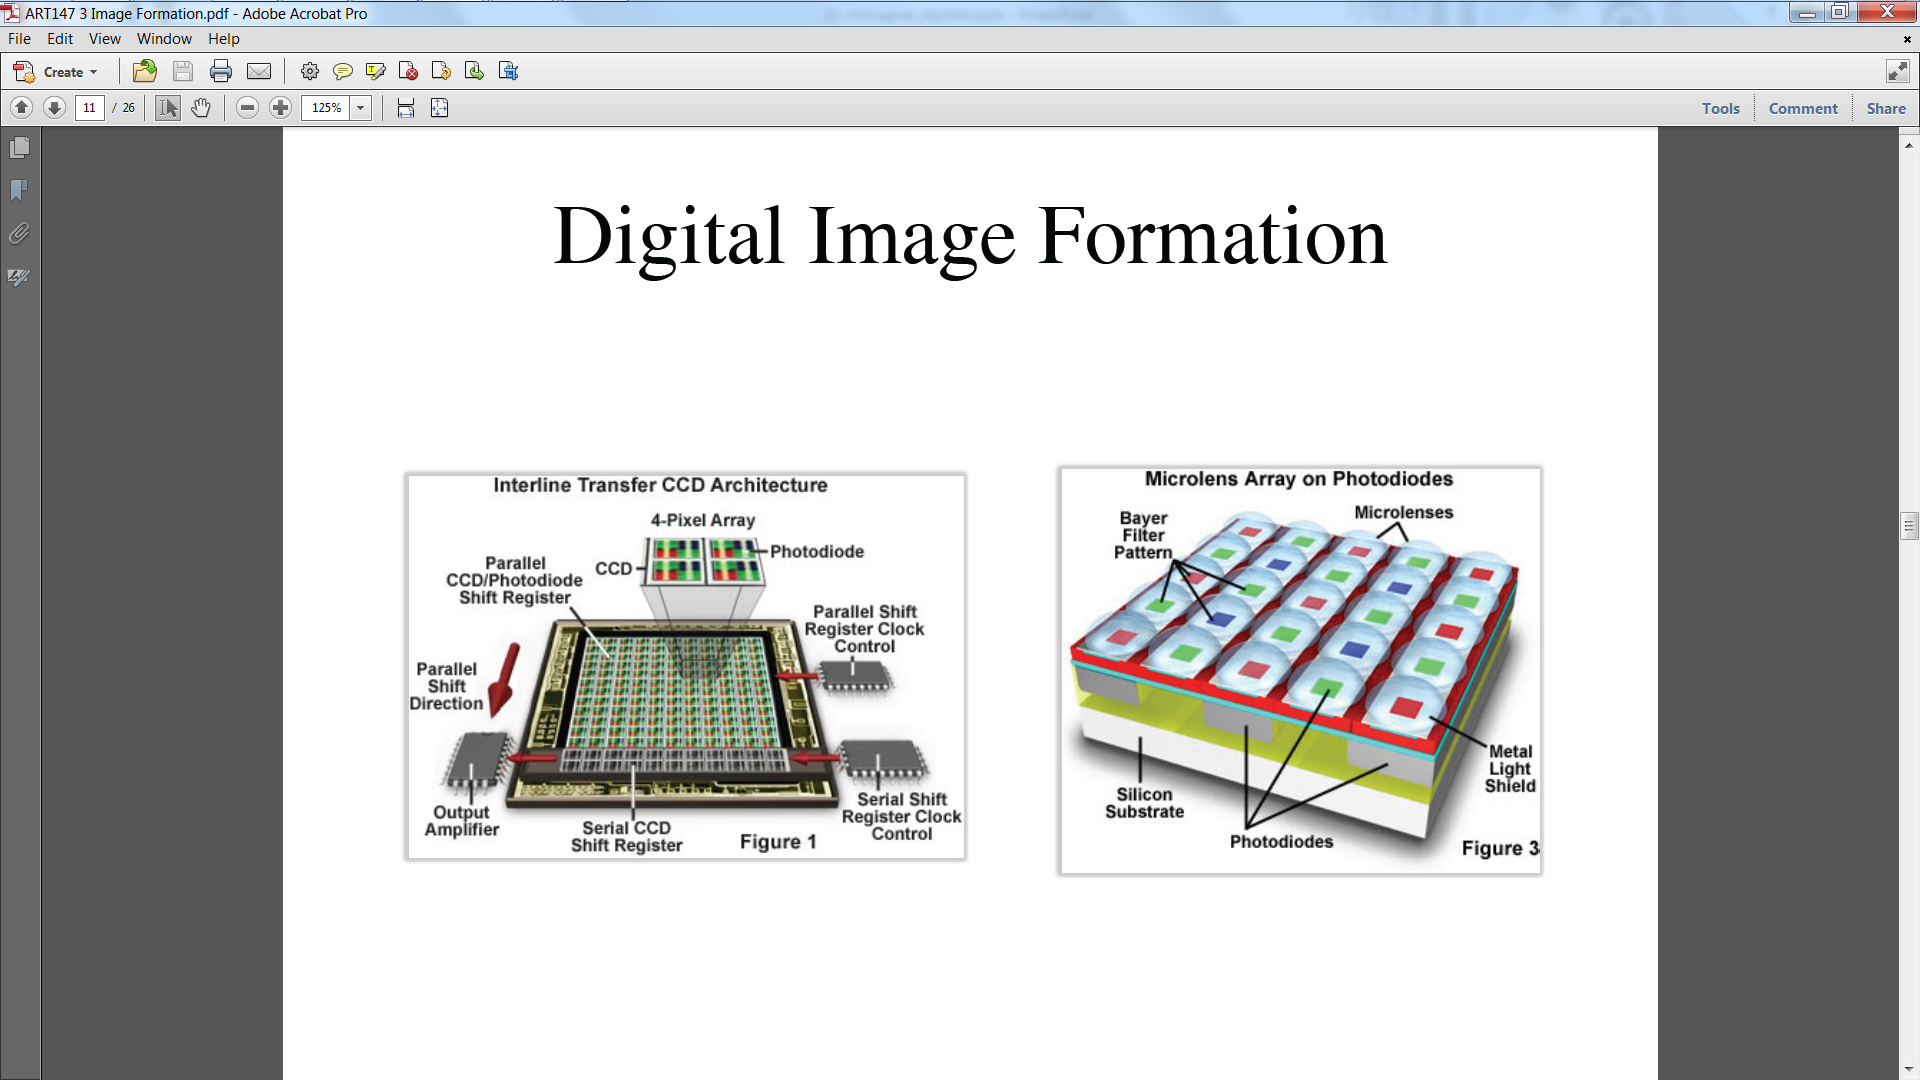 ART147 3 Image Formation.pdf - Adobe Acrobat Pro
File Edit View Window Help
Create
11 / 26
125%
Tools Comment Share
Digital Image Formation
Interline Transfer CCD Architecture
4-Pixel Array
Photodiode
CCD
Parallel
CCD/Photodiode
Shift Register
Parallel Shift
Register Clock
Control
Parallel
Shift
Direction
Output
Amplifier
Serial CCD
Shift Register
Serial Shift
Register Clock
Control
Figure 1
Microlens Array on Photodiodes
Microlenses
Bayer
Filter
Pattern
Metal
Light
Shield
Silicon
Substrate
Photodiodes
Figure 3